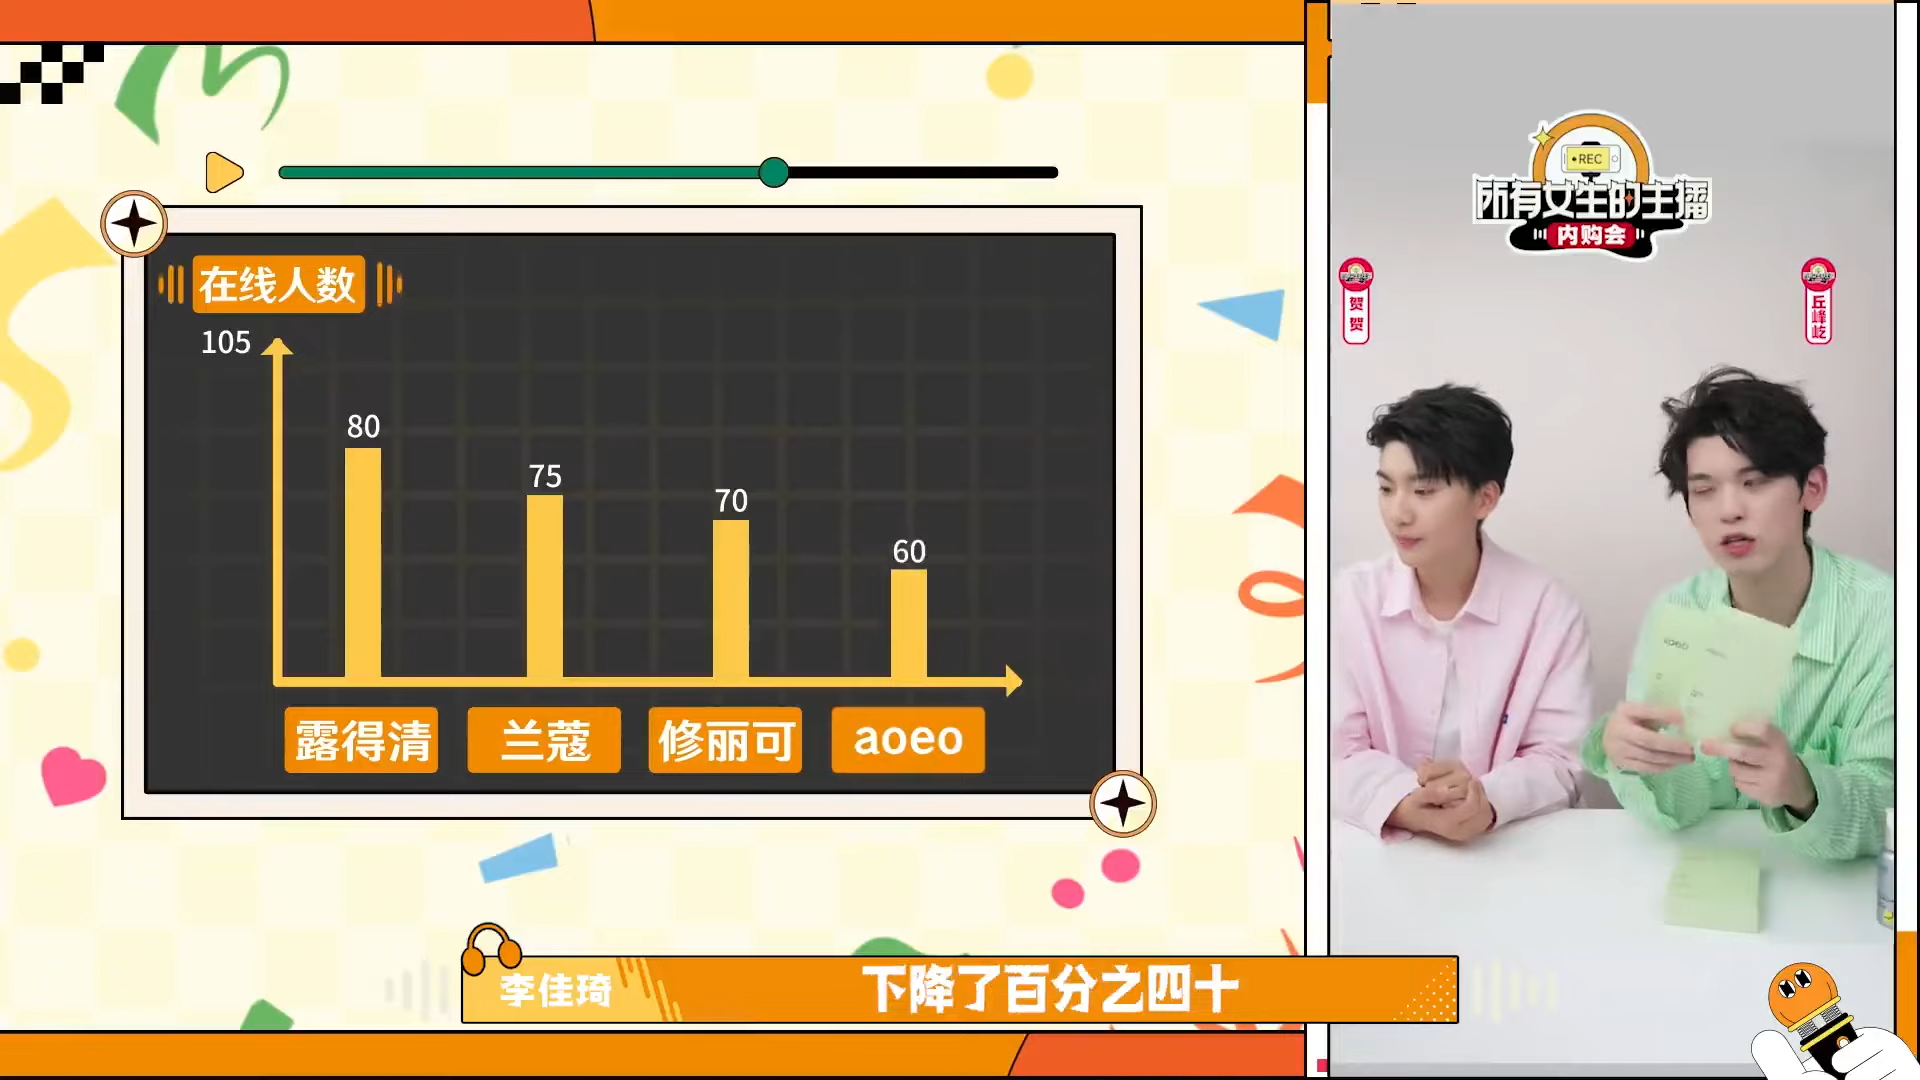 在线人数
105
80
75
70
60
露得清
兰蔻
修丽可
aoeo
REC
所有女生的主播
内购会
贺贺
丘峰屹
李佳琦
下降了百分之四十